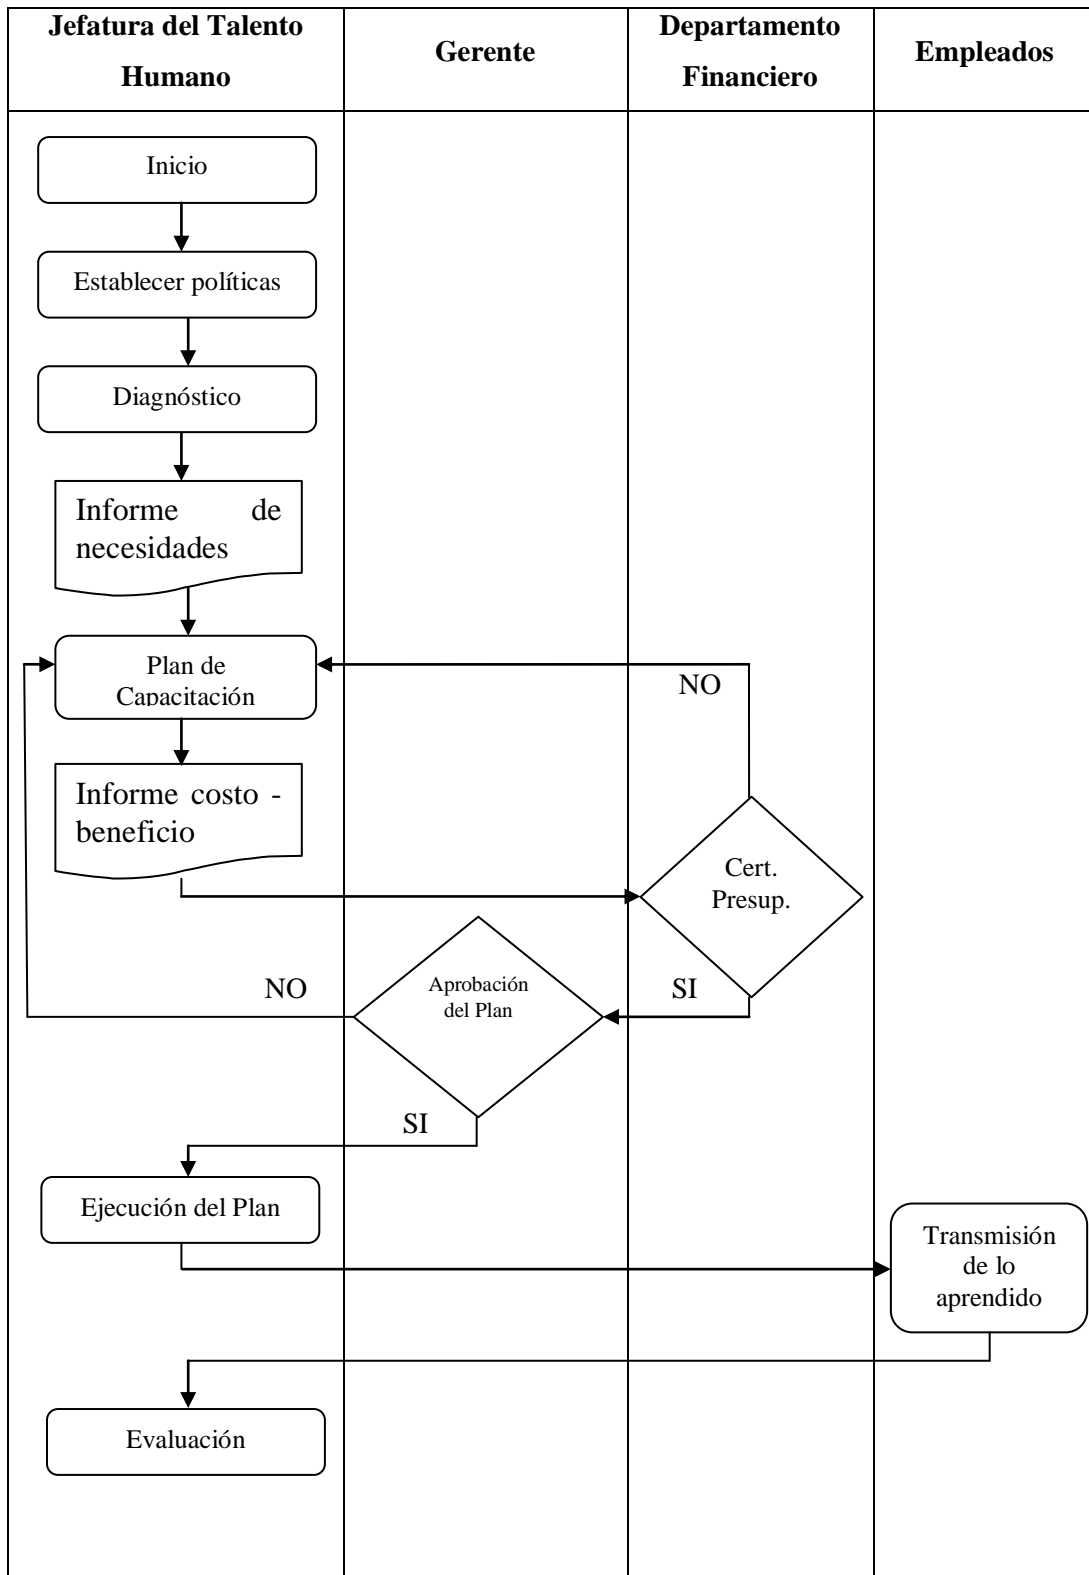 Jefatura del Talento
Humano
Gerente
Departamento
Financiero
Empleados
Inicio
Establecer políticas
Diagnóstico
Informe de
necesidades
Plan de
Capacitación
NO
Informe costo -
beneficio
Cert.
Presup.
NO
Aprobación
del Plan
SI
SI
Ejecución del Plan
Transmisión
de lo
aprendido
Evaluación